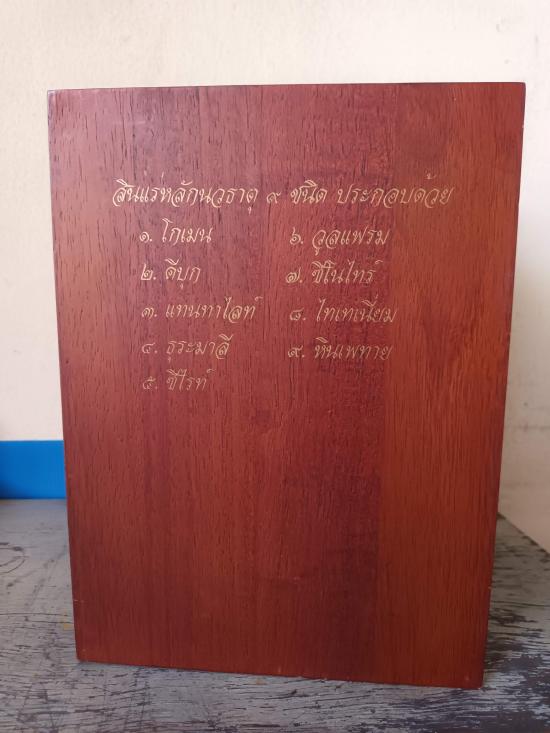 สินแร่หลักนวธาตุ ๙ ชนิด ประกอบด้วย
๑. โกเมน ๖. วูลแฟรม
๒. ดีบุก ๗. ซีโนไทร์
๓. แทนทาไลท์ ๘. ไทเทเนี่ยม
๔. ธุระมาลี ๙. หินเพทาย
๕. ซีไรท์